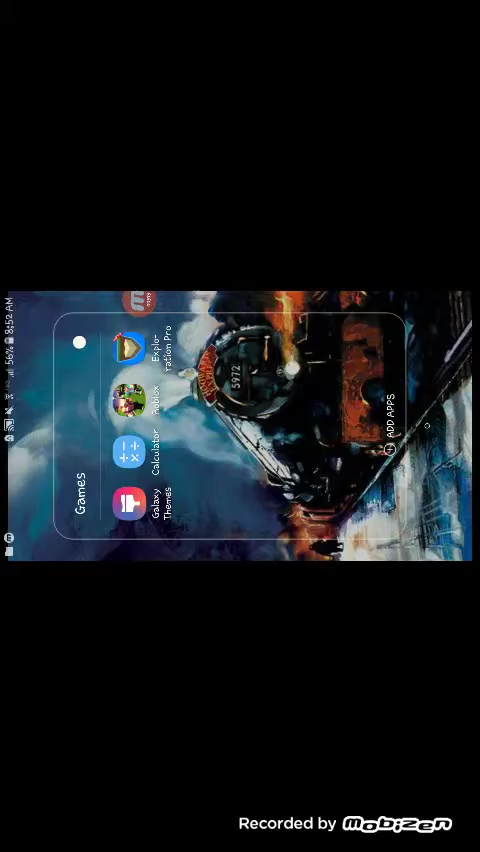 56% 8:52 AM
Games
Galaxy
Themes
Calculator
Roblox
Explo-
ration Pro
5972
ADD APPS
Recorded by mobizen